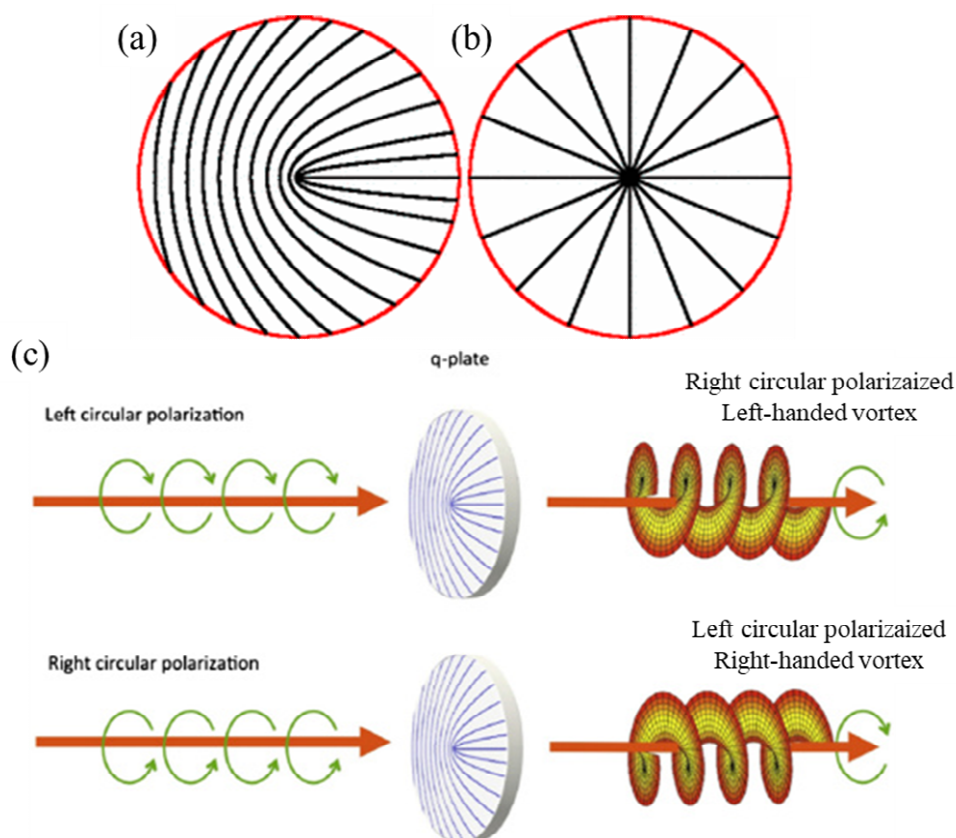 (a)
(b)
(c)
q-plate
Left circular polarization
Right circular polarizaized
Left-handed vortex
Right circular polarization
Left circular polarizaized
Right-handed vortex